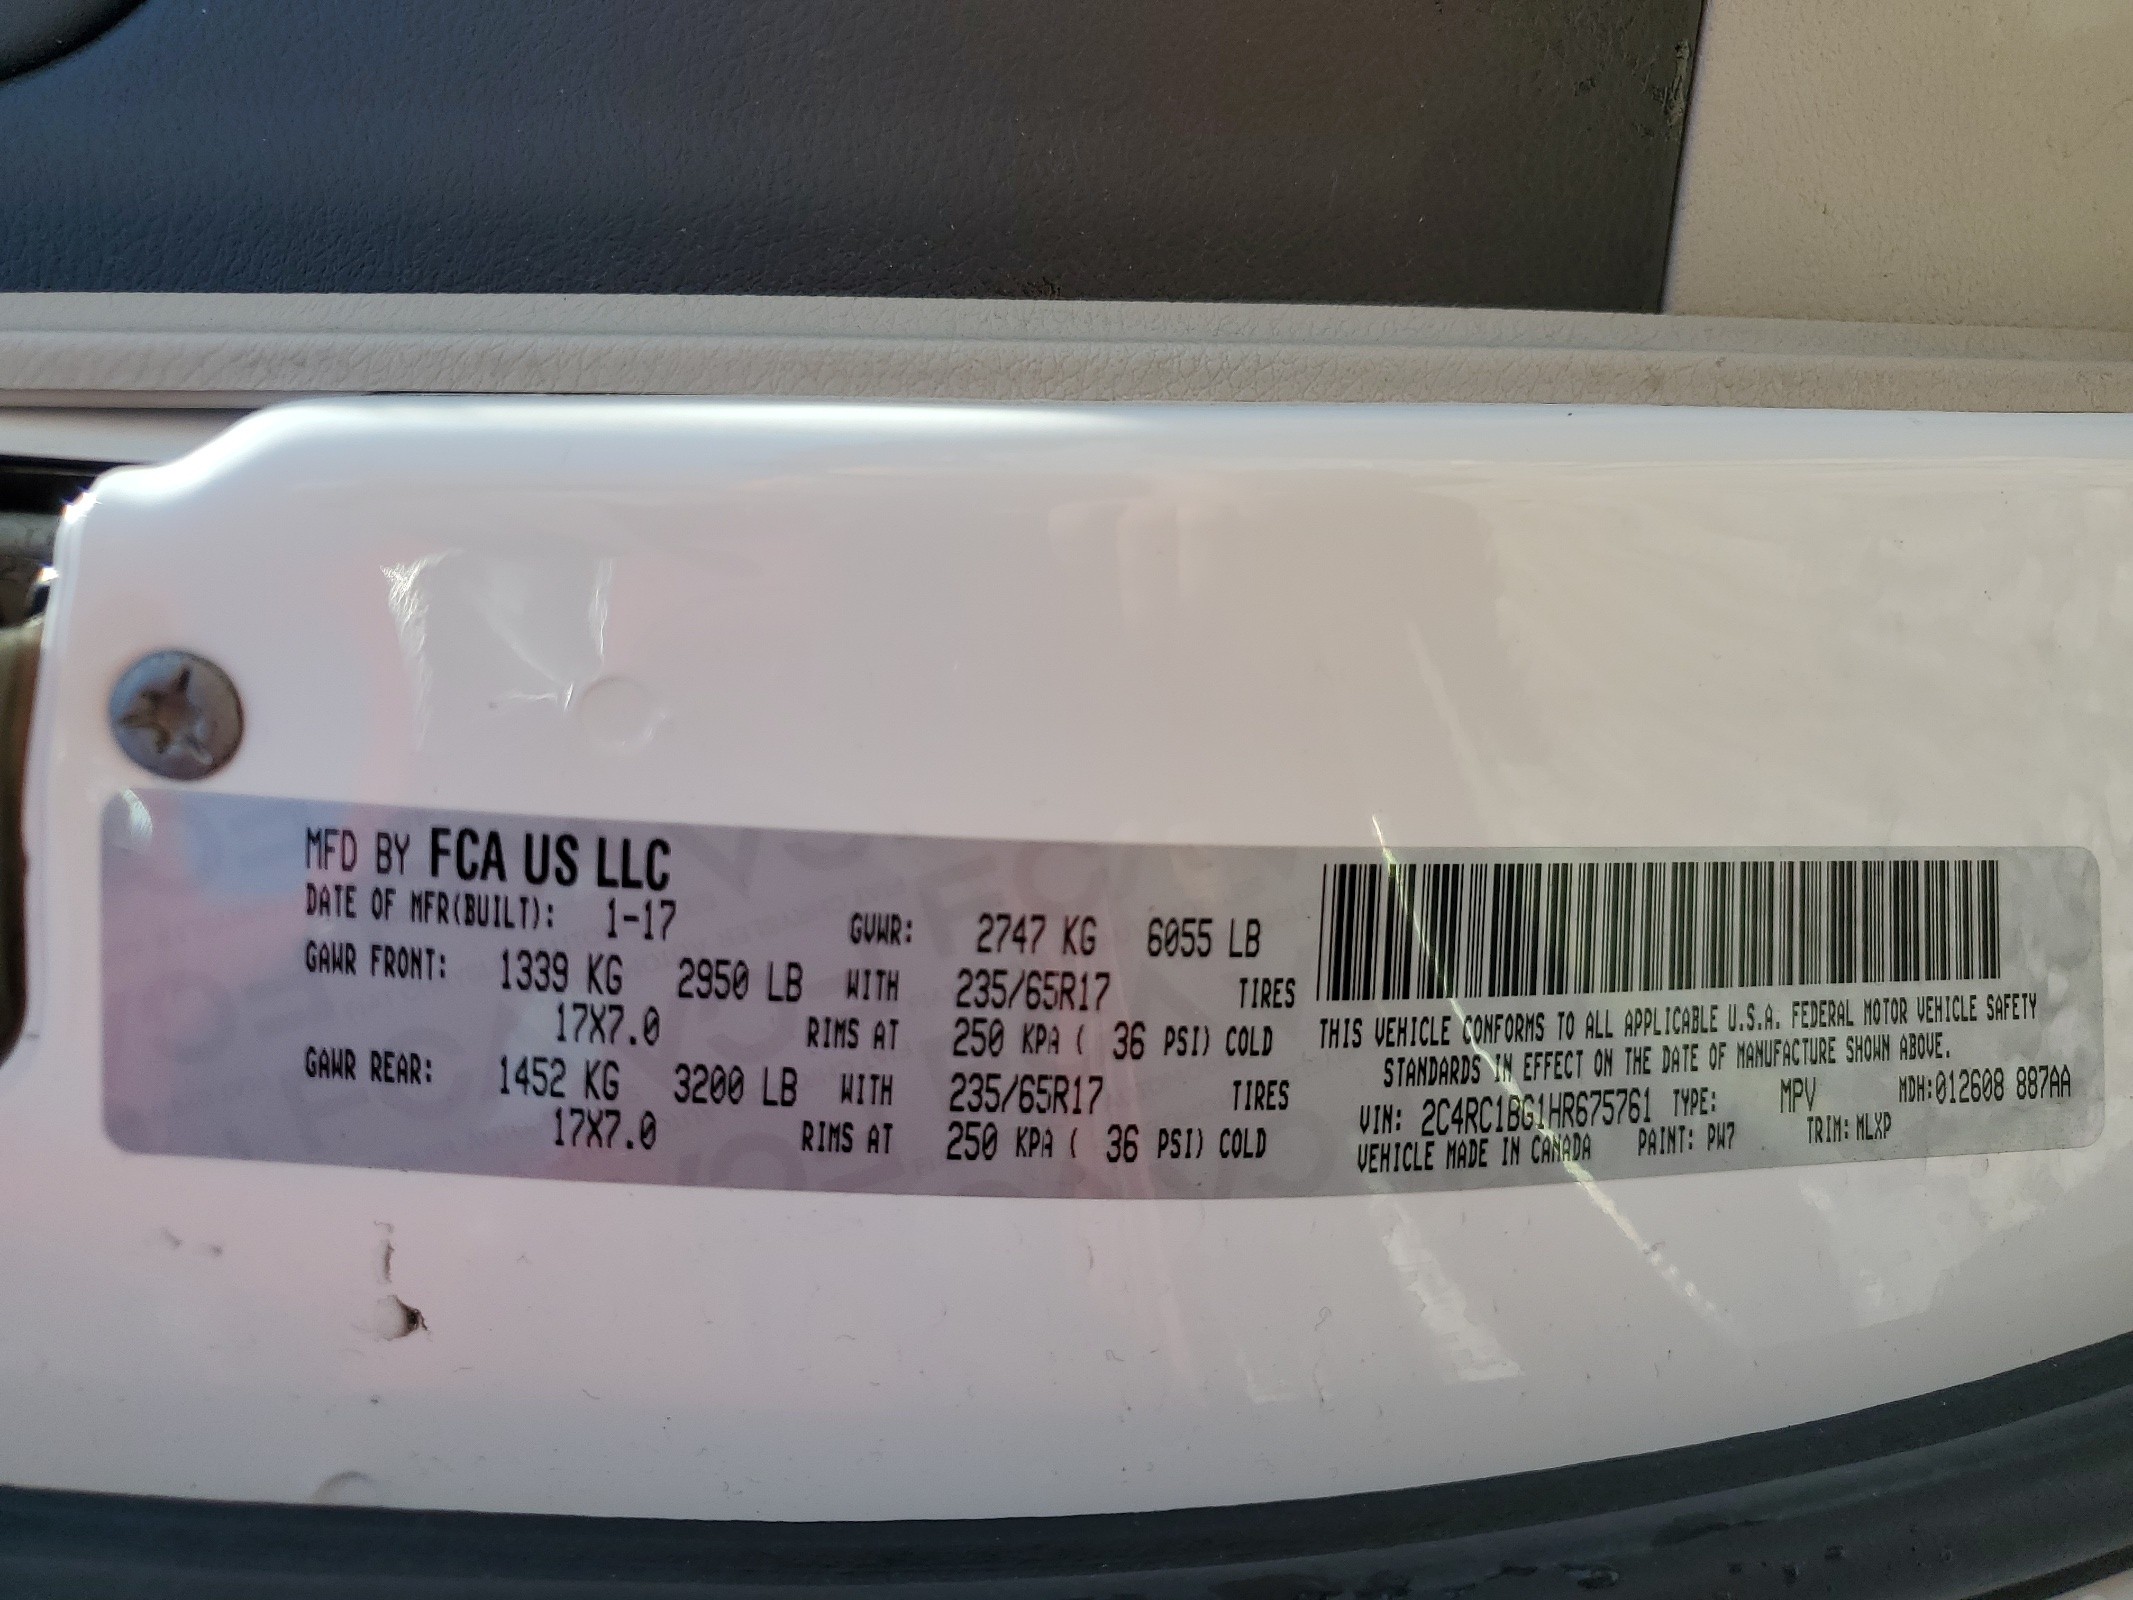 MFD BY FCA US LLC
DATE OF MFR(BUILT): 1-17 GVWR: 2747 KG 6055 LB
GAWR FRONT: 1339 KG 2950 LB WITH 235/65R17 TIRES
17X7.0 RIMS AT 250 KPA ( 36 PSI) COLD
GAWR REAR: 1452 KG 3200 LB WITH 235/65R17 TIRES
17X7.0 RIMS AT 250 KPA ( 36 PSI) COLD
THIS VEHICLE CONFORMS TO ALL APPLICABLE U.S.A. FEDERAL MOTOR VEHICLE SAFETY
STANDARDS IN EFFECT ON THE DATE OF MANUFACTURE SHOWN ABOVE.
VIN: 2C4RC1BG1HR675761 TYPE: MPV MDH:012608 887AA
VEHICLE MADE IN CANADA PAINT: PW7 TRIM: MLXP